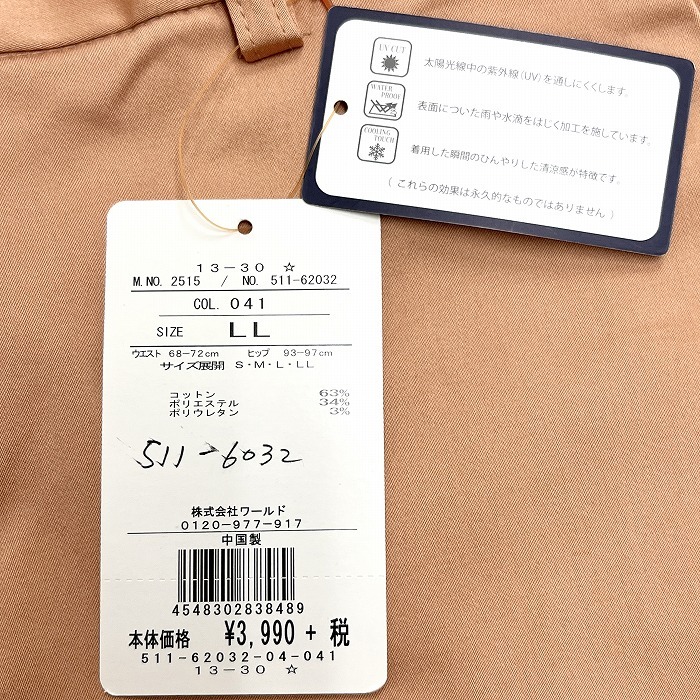 UV CUT
太陽光線中の紫外線(UV)を通しにくくします。
WATER
PROOF
表面についた雨や水滴をはじく加工を施しています。
COOLING
TOUCH
着用した瞬間のひんやりした清涼感が特徴です。
( これらの効果は永久的なものではありません )
13-30 ☆
M.NO. 2515 / NO. 511-62032
COL. 041
SIZE LL
ウエスト 68-72cm ヒップ 93-97cm
サイズ展開 S・M・L・LL
コットン 63%
ポリエステル 34%
ポリウレタン 3%
511-6032
株式会社ワールド
0120-977-917
中国製
4548302838489
本体価格 ¥3,990 + 税
511-62032-04-041
13-30 ☆